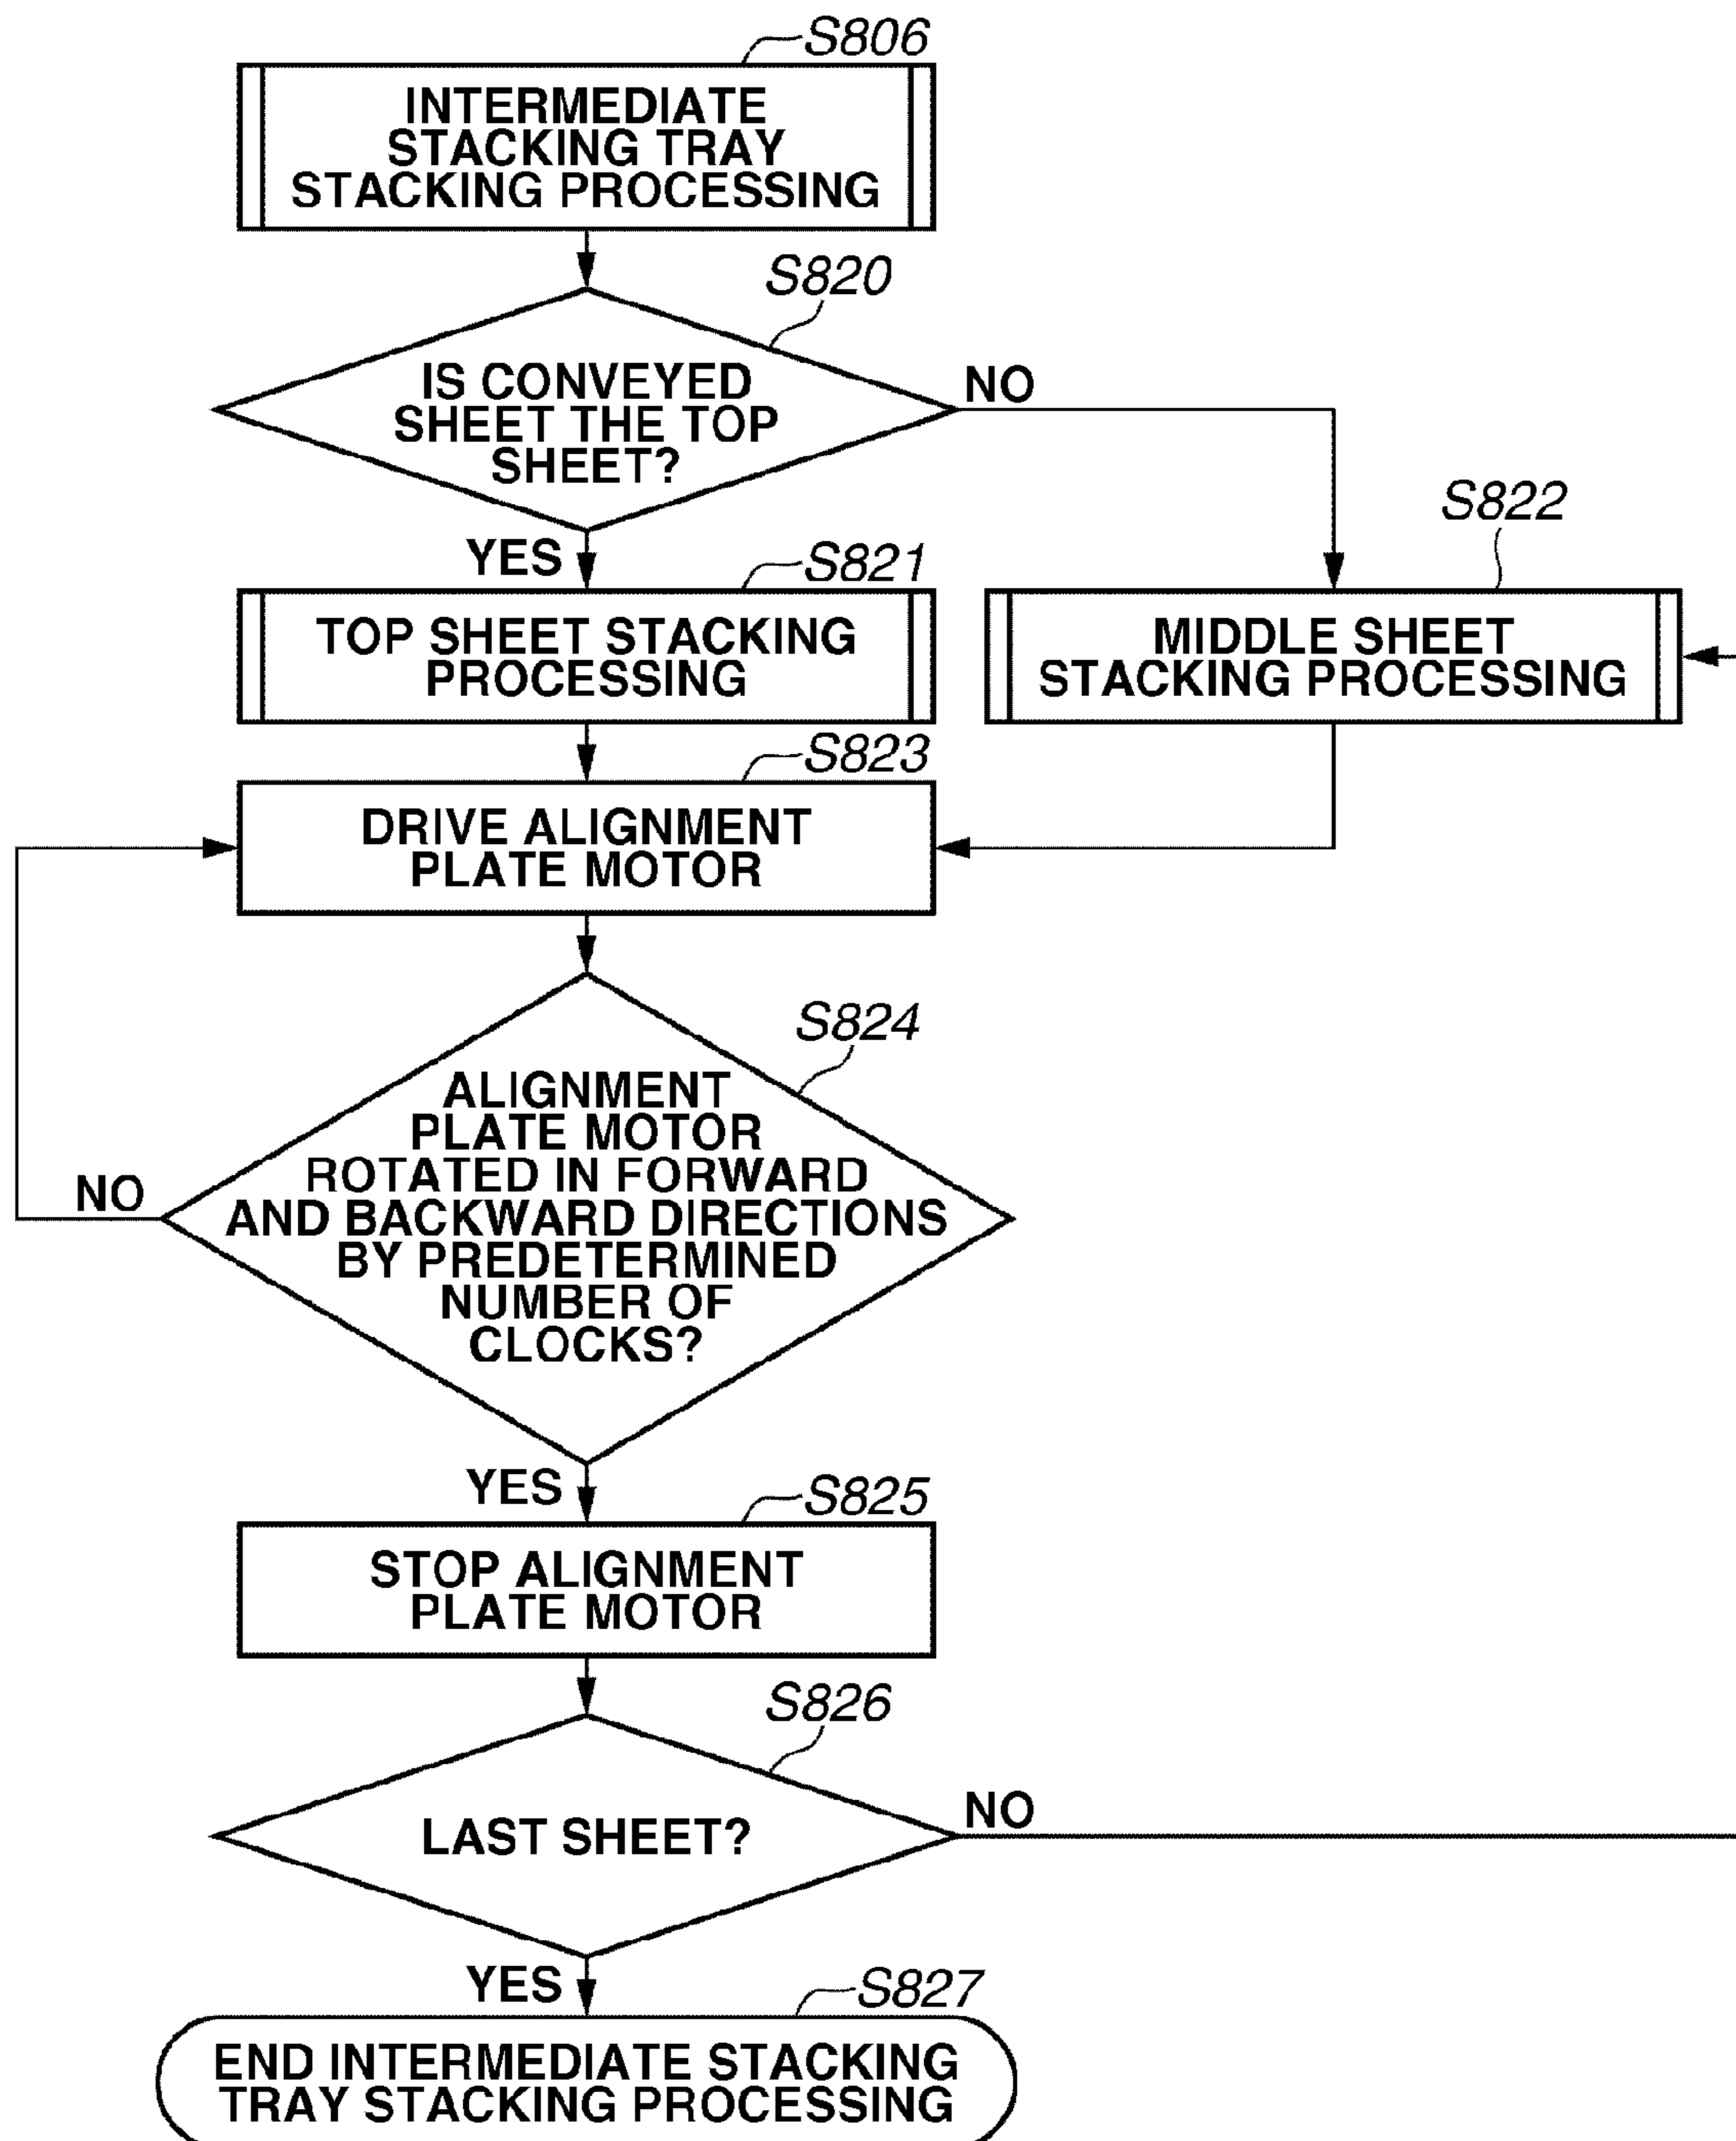 S806
INTERMEDIATE
STACKING TRAY
STACKING PROCESSING
S820
IS CONVEYED
SHEET THE TOP
SHEET?
NO
YES
S821
TOP SHEET STACKING
PROCESSING
S822
MIDDLE SHEET
STACKING PROCESSING
S823
DRIVE ALIGNMENT
PLATE MOTOR
S824
ALIGNMENT
PLATE MOTOR
ROTATED IN FORWARD
AND BACKWARD DIRECTIONS
BY PREDETERMINED
NUMBER OF
CLOCKS?
NO
YES
S825
STOP ALIGNMENT
PLATE MOTOR
S826
LAST SHEET?
NO
YES
S827
END INTERMEDIATE STACKING
TRAY STACKING PROCESSING